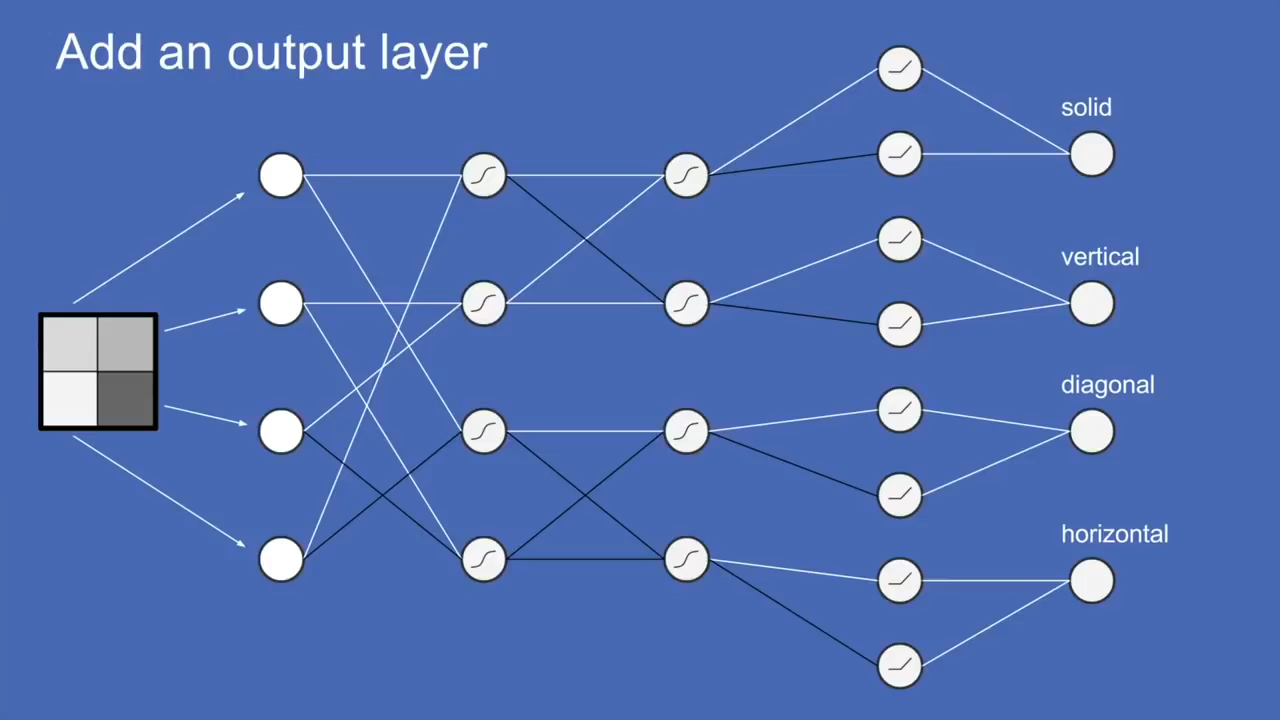 Add an output layer
solid
vertical
diagonal
horizontal